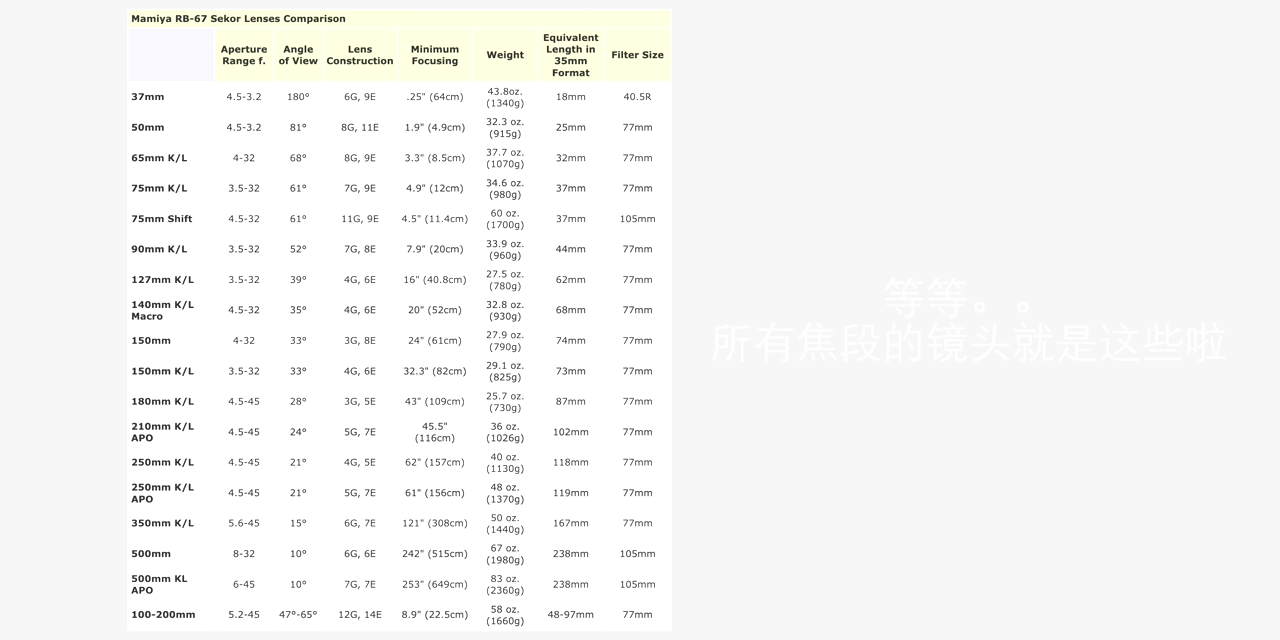 Mamiya RB-67 Sekor Lenses Comparison
Aperture Range f. Angle of View Lens Construction Minimum Focusing Weight Equivalent Length in 35mm Format Filter Size
37mm 4.5-3.2 180° 6G, 9E .25" (64cm) 43.8oz. (1340g) 18mm 40.5R
50mm 4.5-3.2 81° 8G, 11E 1.9" (4.9cm) 32.3 oz. (915g) 25mm 77mm
65mm K/L 4-32 68° 8G, 9E 3.3" (8.5cm) 37.7 oz. (1070g) 32mm 77mm
75mm K/L 3.5-32 61° 7G, 9E 4.9" (12cm) 34.6 oz. (980g) 37mm 77mm
75mm Shift 4.5-32 61° 11G, 9E 4.5" (11.4cm) 60 oz. (1700g) 37mm 105mm
90mm K/L 3.5-32 52° 7G, 8E 7.9" (20cm) 33.9 oz. (960g) 44mm 77mm
127mm K/L 3.5-32 39° 4G, 6E 16" (40.8cm) 27.5 oz. (780g) 62mm 77mm
140mm K/L Macro 4.5-32 35° 4G, 6E 20" (52cm) 32.8 oz. (930g) 68mm 77mm
150mm 4-32 33° 3G, 8E 24" (61cm) 27.9 oz. (790g) 74mm 77mm
150mm K/L 3.5-32 33° 4G, 6E 32.3" (82cm) 29.1 oz. (825g) 73mm 77mm
180mm K/L 4.5-45 28° 3G, 5E 43" (109cm) 25.7 oz. (730g) 87mm 77mm
210mm K/L APO 4.5-45 24° 5G, 7E 45.5" (116cm) 36 oz. (1026g) 102mm 77mm
250mm K/L 4.5-45 21° 4G, 5E 62" (157cm) 40 oz. (1130g) 118mm 77mm
250mm K/L APO 4.5-45 21° 5G, 7E 61" (156cm) 48 oz. (1370g) 119mm 77mm
350mm K/L 5.6-45 15° 6G, 7E 121" (308cm) 50 oz. (1440g) 167mm 77mm
500mm 8-32 10° 6G, 6E 242" (515cm) 67 oz. (1980g) 238mm 105mm
500mm KL APO 6-45 10° 7G, 7E 253" (649cm) 83 oz. (2360g) 238mm 105mm
100-200mm 5.2-45 47°-65° 12G, 14E 8.9" (22.5cm) 58 oz. (1660g) 48-97mm 77mm
等等。。
所有焦段的镜头就是这些啦